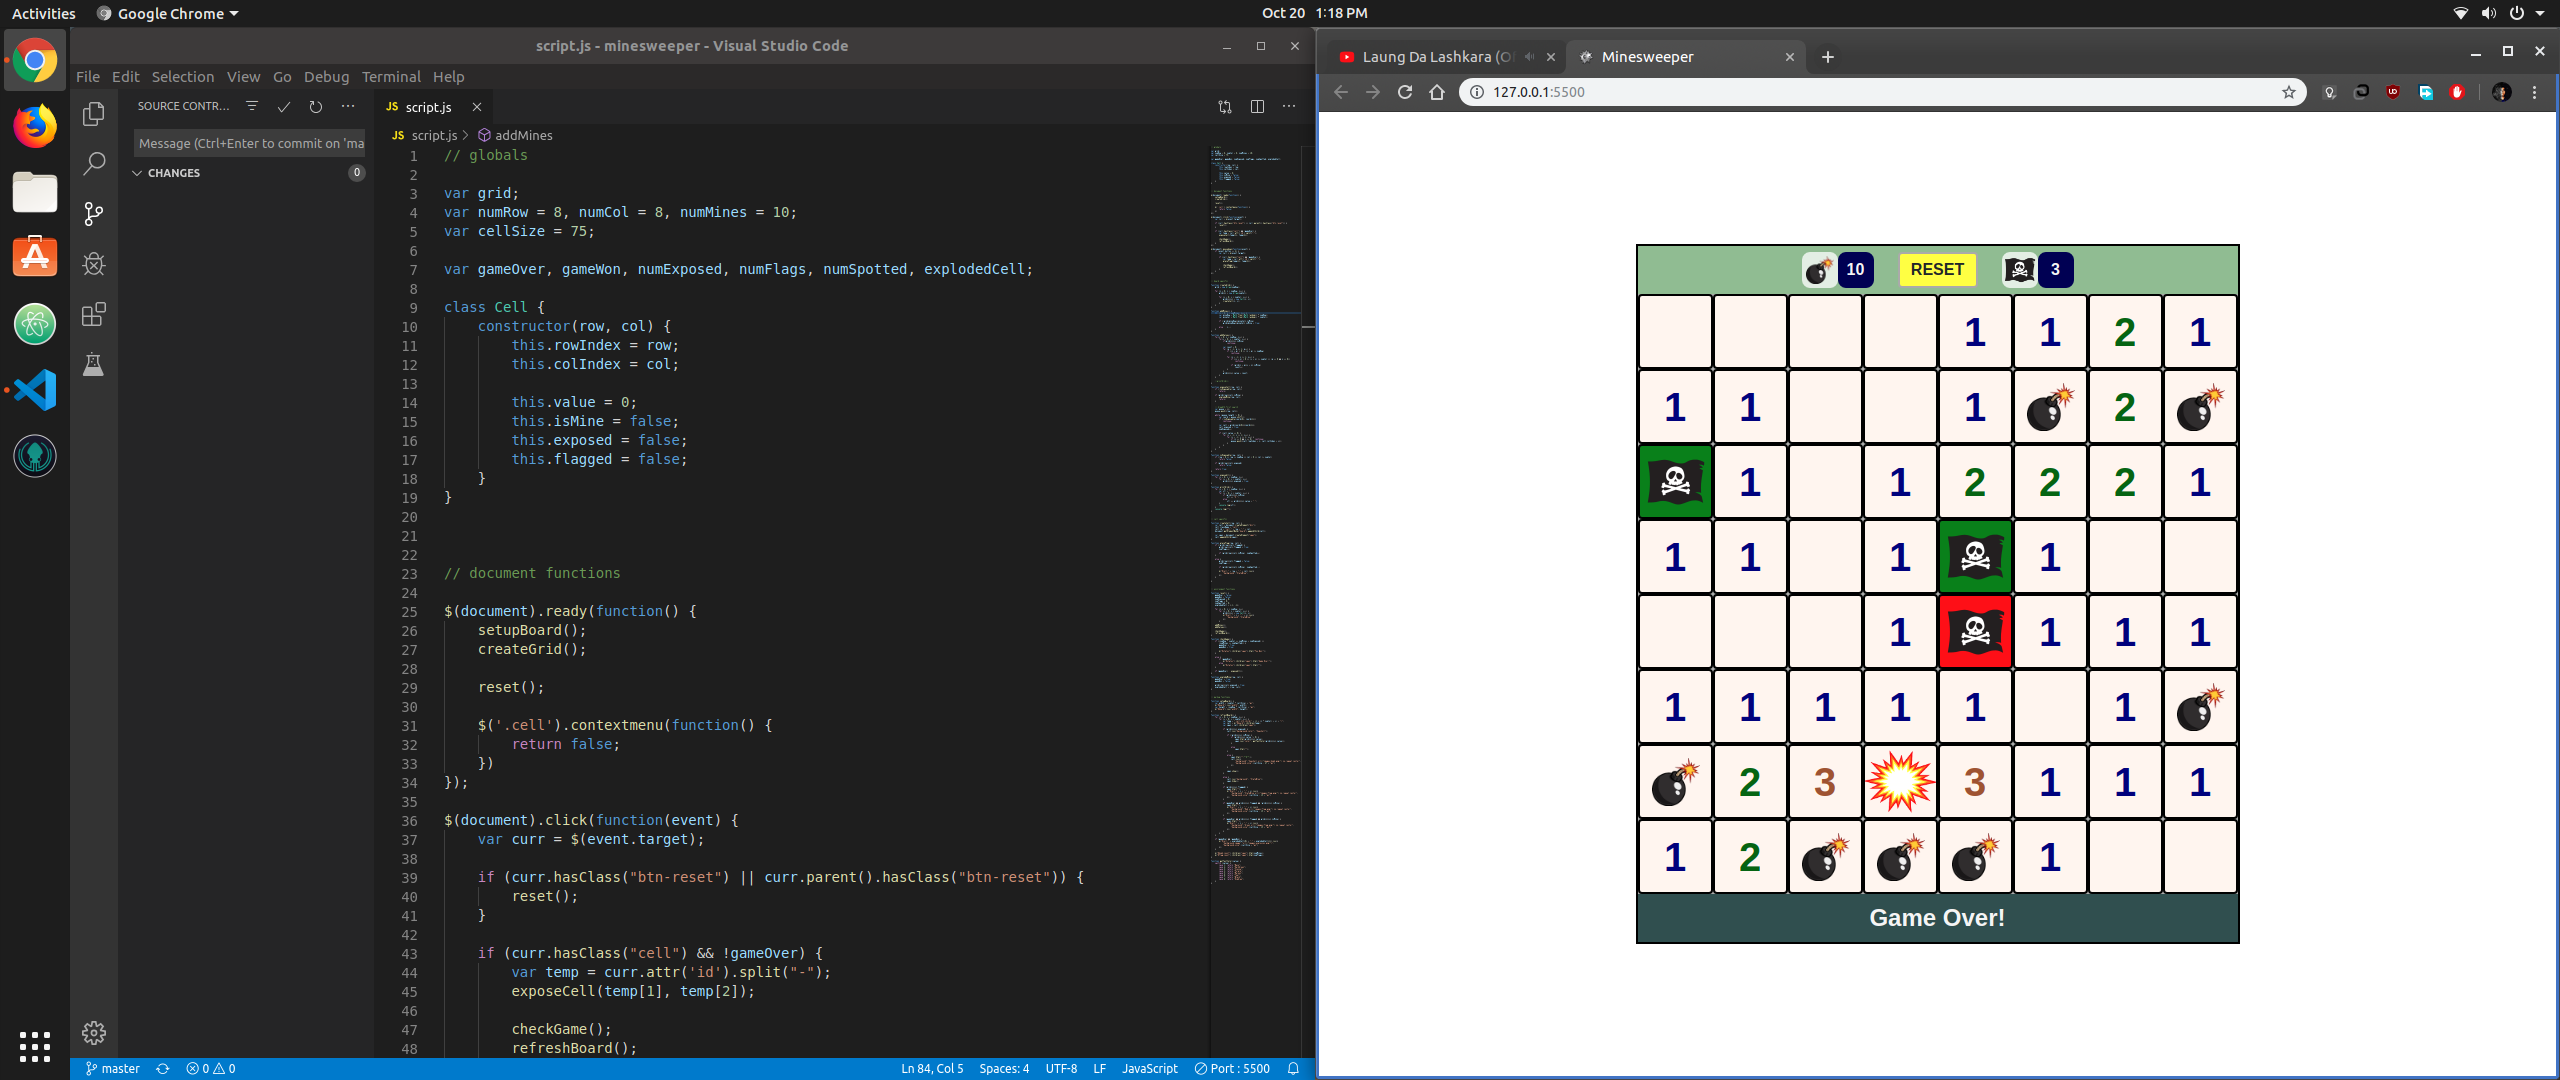 Activities Google Chrome Oct 20 1:18 PM
script.js - minesweeper - Visual Studio Code
File Edit Selection View Go Debug Terminal Help
SOURCE CONTR...
Message (Ctrl+Enter to commit on 'ma
CHANGES 0
JS script.js
JS script.js > addMines
1 // globals
2
3 var grid;
4 var numRow = 8, numCol = 8, numMines = 10;
5 var cellSize = 75;
6
7 var gameOver, gameWon, numExposed, numFlags, numSpotted, explodedCell;
8
9 class Cell {
10 constructor(row, col) {
11 this.rowIndex = row;
12 this.colIndex = col;
13
14 this.value = 0;
15 this.isMine = false;
16 this.exposed = false;
17 this.flagged = false;
18 }
19 }
20
21
22
23 // document functions
24
25 $(document).ready(function() {
26 setupBoard();
27 createGrid();
28
29 reset();
30
31 $('.cell').contextmenu(function() {
32 return false;
33 })
34 });
35
36 $(document).click(function(event) {
37 var curr = $(event.target);
38
39 if (curr.hasClass("btn-reset") || curr.parent().hasClass("btn-reset")) {
40 reset();
41 }
42
43 if (curr.hasClass("cell") && !gameOver) {
44 var temp = curr.attr('id').split("-");
45 exposeCell(temp[1], temp[2]);
46
47 checkGame();
48 refreshBoard();
master 0 0 Ln 84, Col 5 Spaces: 4 UTF-8 LF JavaScript Port : 5500
Laung Da Lashkara (O Minesweeper
127.0.0.1:5500
10 RESET 3
1 1 2 1
1 1 1 2
1 1 2 2 2 1
1 1 1 1
1 1 1 1
1 1 1 1 1 1
2 3 3 1 1 1
1 2 1
Game Over!